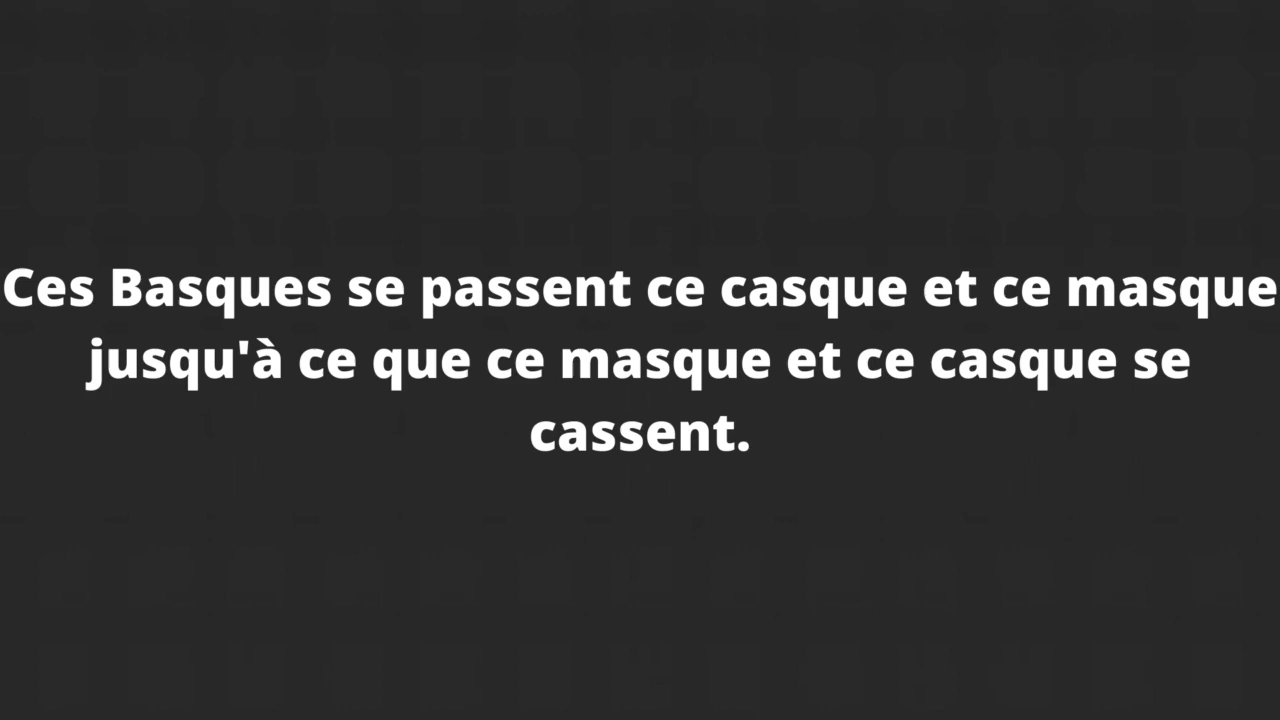 Ces Basques se passent ce casque et ce masque
jusqu'à ce que ce masque et ce casque se
cassent.